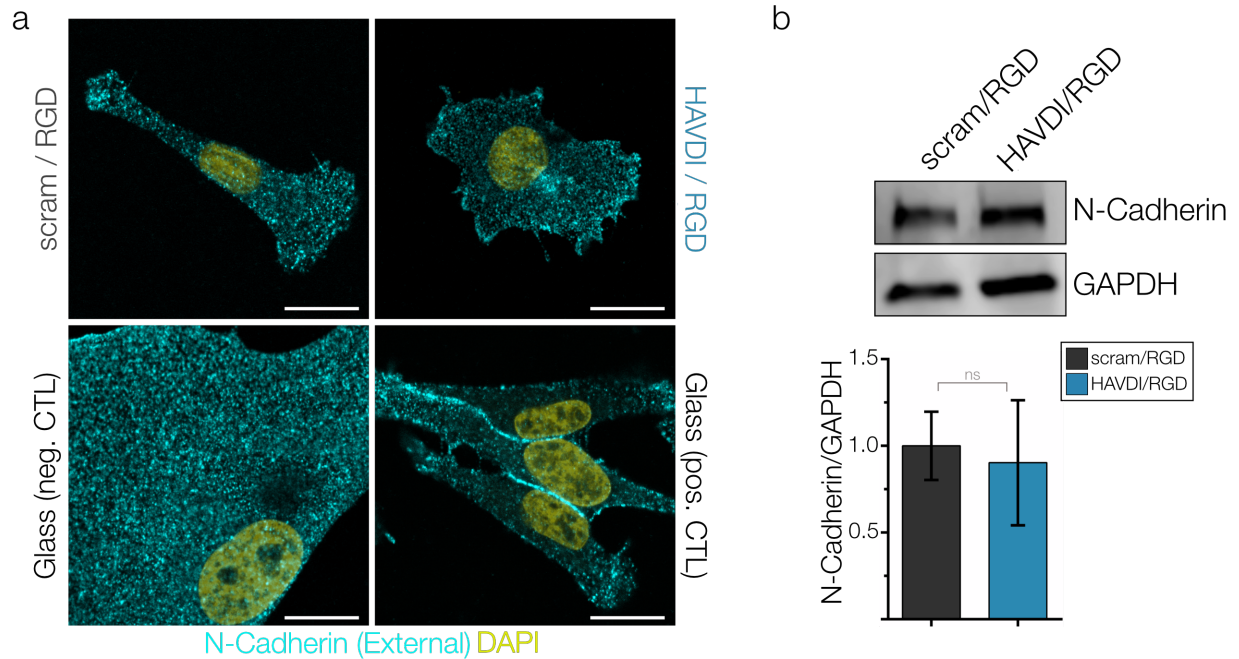 a
scram / RGD
HAVDI / RGD
Glass (neg. CTL)
Glass (pos. CTL)
N-Cadherin (External) DAPI
b
scram/RGD
HAVDI/RGD
N-Cadherin
GAPDH
scram/RGD
HAVDI/RGD
N-Cadherin/GAPDH
1.5
1.0
0.5
ns